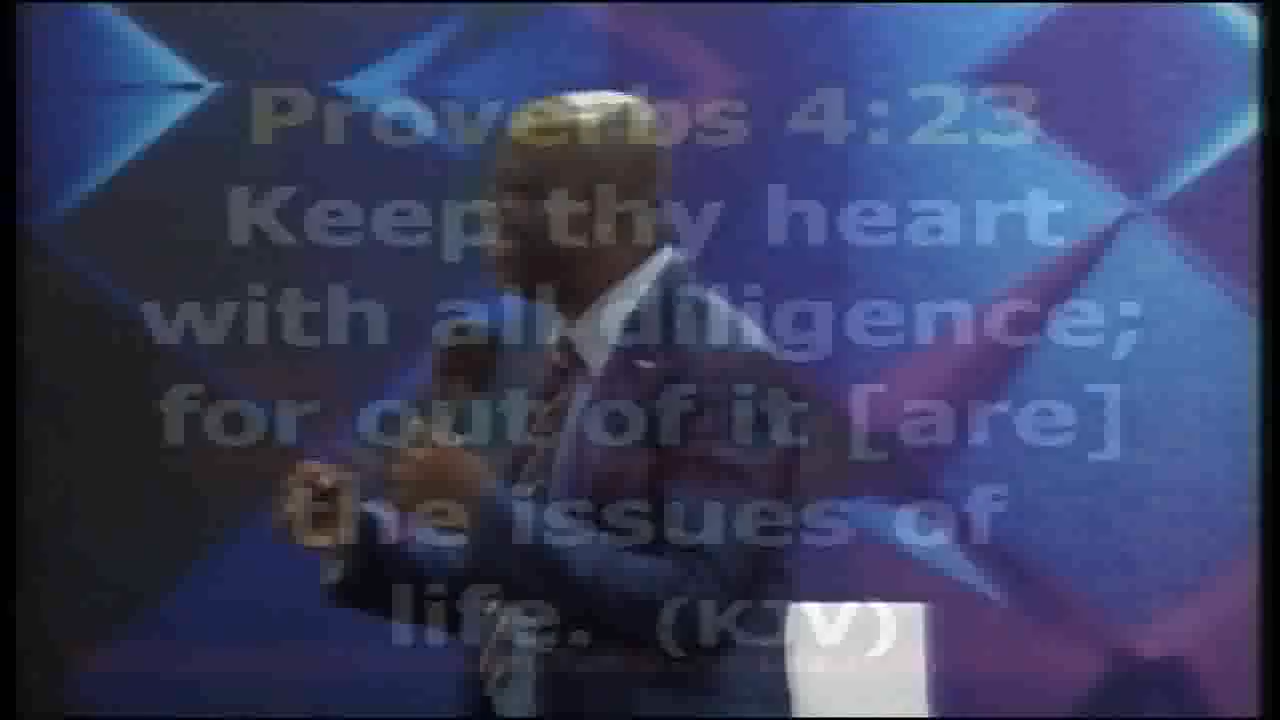 Proverbs 4:23
Keep thy heart
with all diligence;
for out of it [are]
the issues of
life. (KJV)